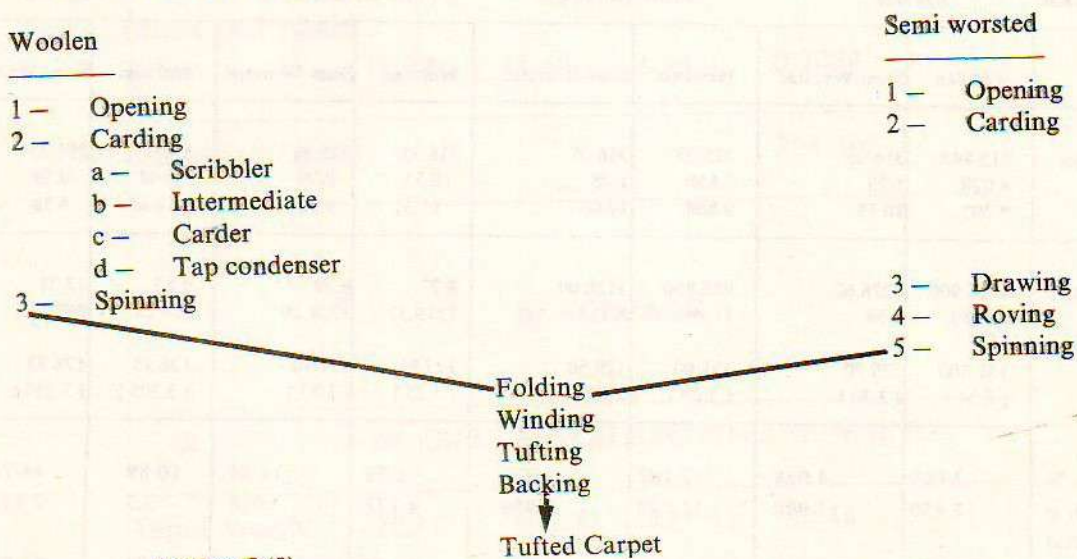 Woolen
1 — Opening
2 — Carding
a — Scribbler
b — Intermediate
c — Carder
d — Tap condenser
3 — Spinning
Semi worsted
1 — Opening
2 — Carding
3 — Drawing
4 — Roving
5 — Spinning
Folding
Winding
Tufting
Backing
Tufted Carpet